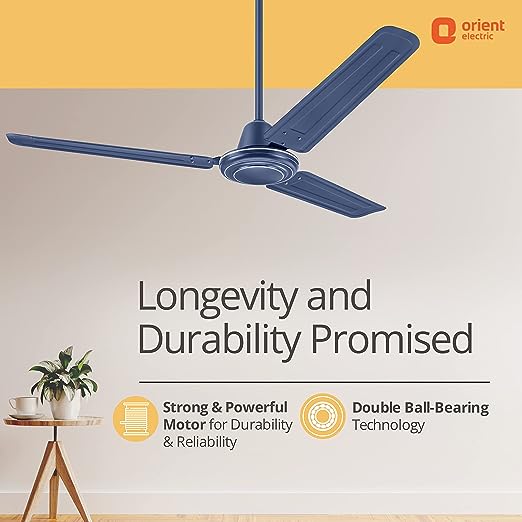 orient
electric
Longevity and
Durability Promised
Strong & Powerful
Motor for Durability
& Reliability
Double Ball-Bearing
Technology